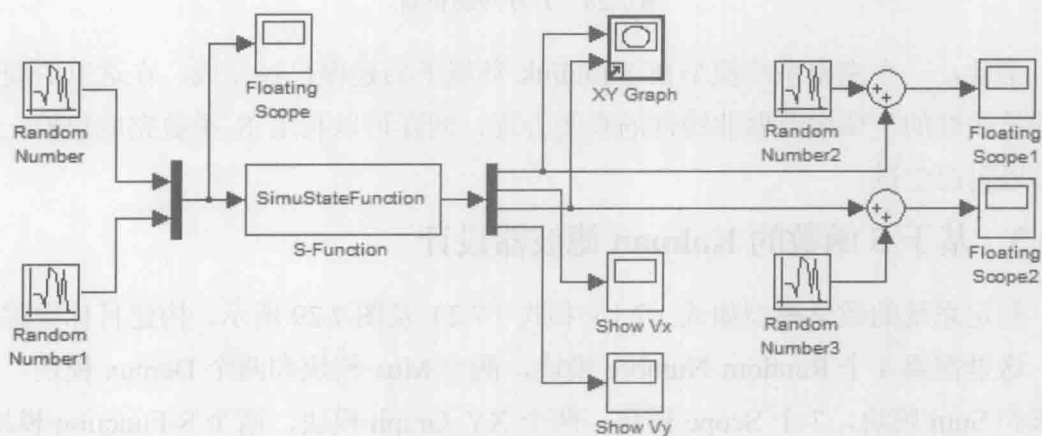 Floating
Scope
XY Graph
Random
Number
Random
Number2
Floating
Scope1
SimuStateFunction
S-Function
Floating
Scope2
Random
Number1
Show Vx
Random
Number3
Show Vy